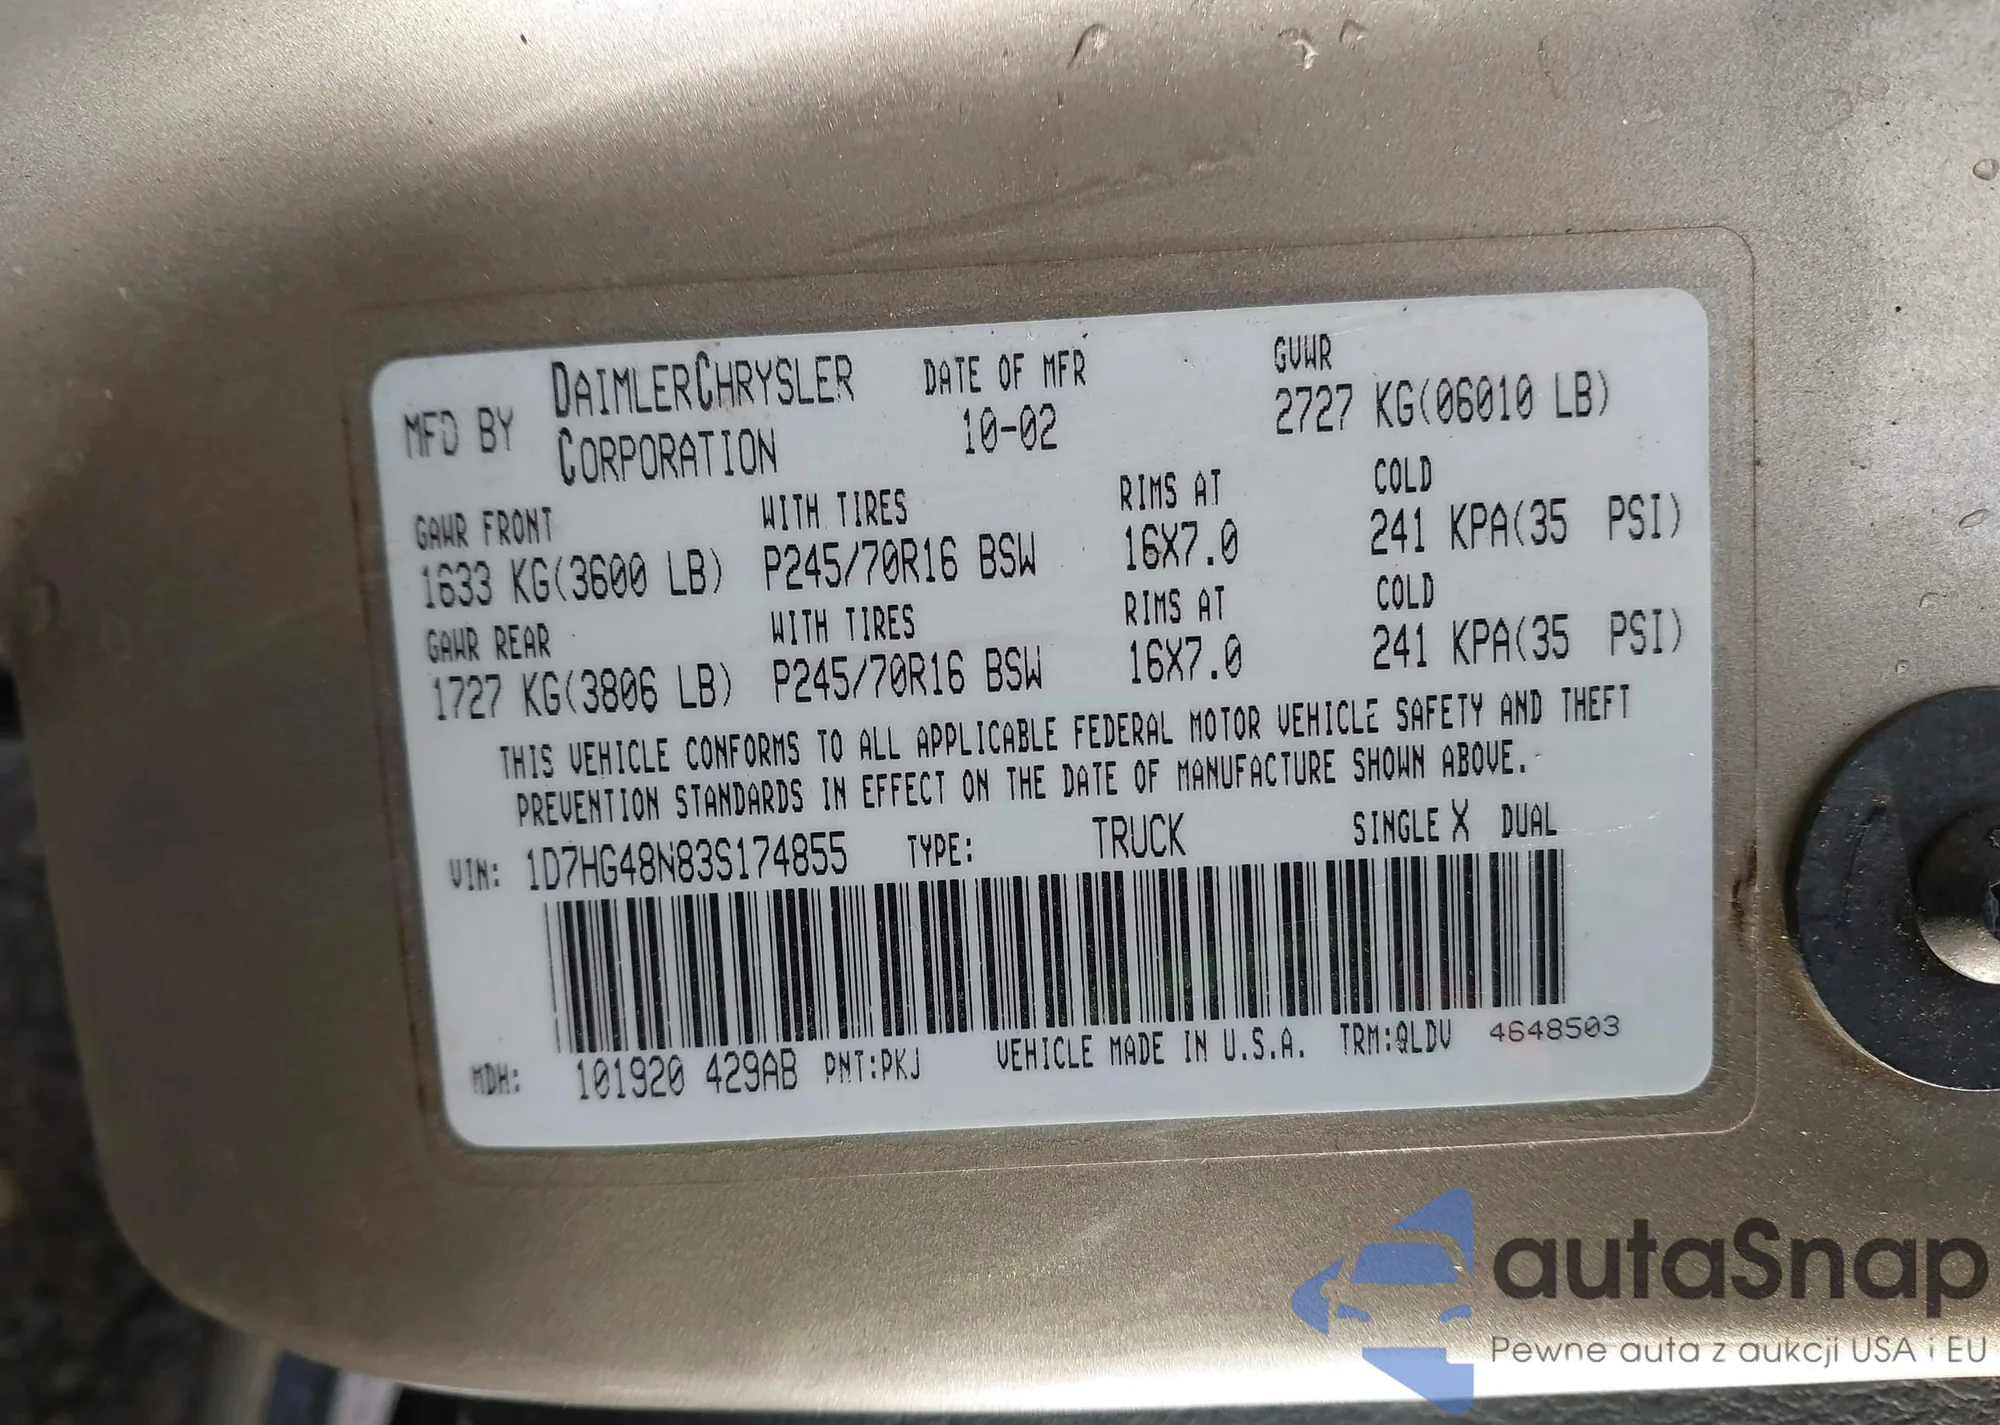 MFD BY DAIMLERCHRYSLER CORPORATION DATE OF MFR 10-02 GVWR 2727 KG(06010 LB)
GAWR FRONT WITH TIRES RIMS AT COLD
1633 KG(3600 LB) P245/70R16 BSW 16X7.0 241 KPA(35 PSI)
GAWR REAR WITH TIRES RIMS AT COLD
1727 KG(3806 LB) P245/70R16 BSW 16X7.0 241 KPA(35 PSI)
THIS VEHICLE CONFORMS TO ALL APPLICABLE FEDERAL MOTOR VEHICLE SAFETY AND THEFT
PREVENTION STANDARDS IN EFFECT ON THE DATE OF MANUFACTURE SHOWN ABOVE.
VIN: 1D7HG48N83S174855 TYPE: TRUCK SINGLE X DUAL
MDH: 101920 429AB PNT:PKJ VEHICLE MADE IN U.S.A. TRM:QLDV 4648503
autaSnap
Pewne auta z aukcji USA i EU